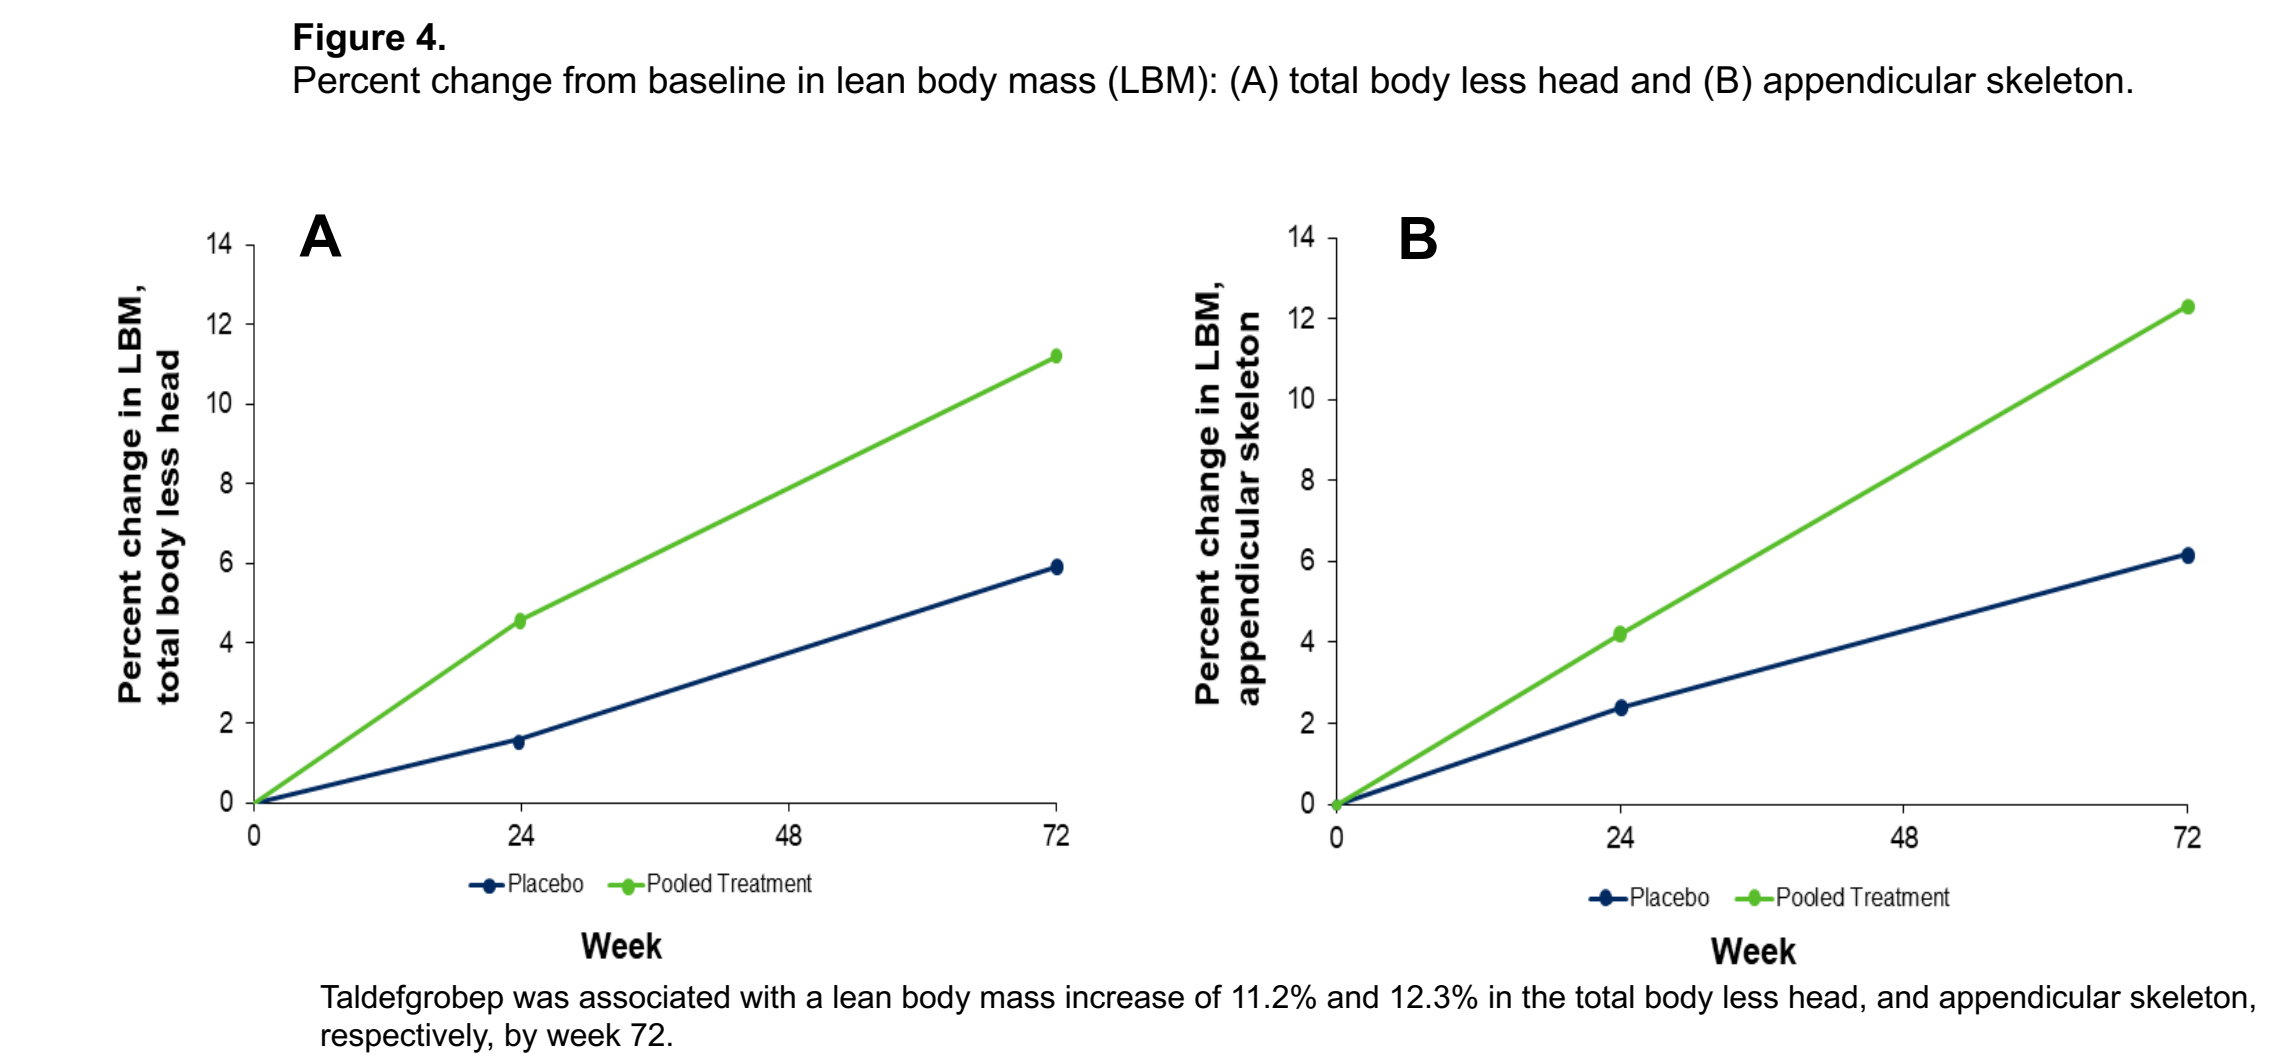 Figure 4.
Percent change from baseline in lean body mass (LBM): (A) total body less head and (B) appendicular skeleton.
A
Percent change in LBM,
total body less head
14
12
10
8
6
4
2
0
0 24 48 72
Placebo Pooled Treatment
Week
B
Percent change in LBM,
appendicular skeleton
14
12
10
8
6
4
2
0
0 24 48 72
Placebo Pooled Treatment
Week
Taldefgrobep was associated with a lean body mass increase of 11.2% and 12.3% in the total body less head, and appendicular skeleton,
respectively, by week 72.